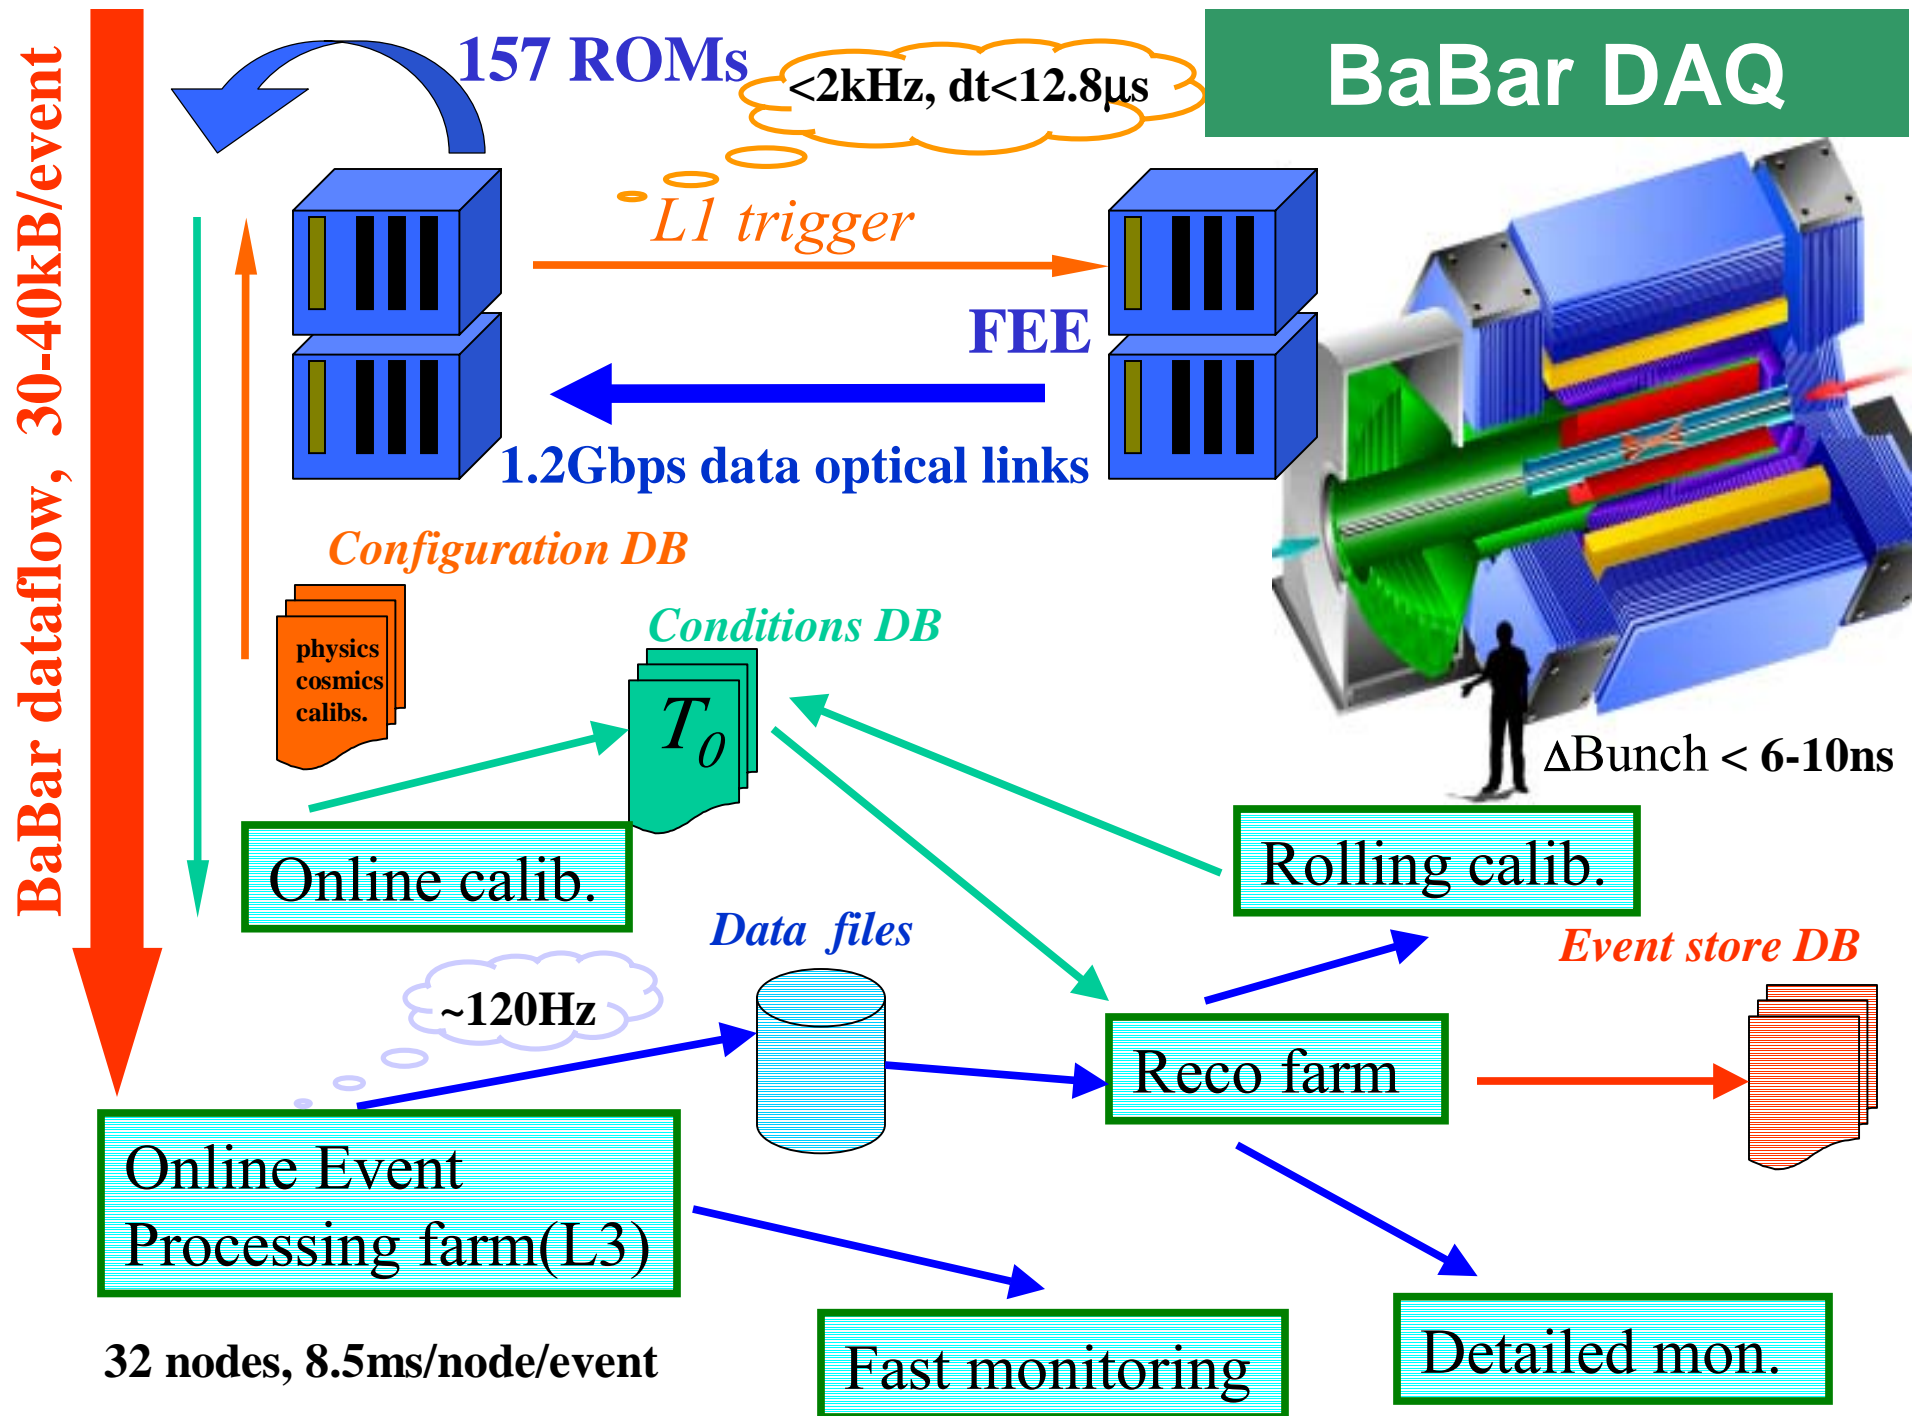 BaBar DAQ
157 ROMs
<2kHz, dt<12.8μs
BaBar dataflow, 30-40kB/event
L1 trigger
FEE
1.2Gbps data optical links
Configuration DB
physics
cosmics
calibs.
Conditions DB
T0
ΔBunch < 6-10ns
Online calib.
Rolling calib.
Data files
Event store DB
~120Hz
Reco farm
Online Event
Processing farm(L3)
32 nodes, 8.5ms/node/event
Fast monitoring
Detailed mon.